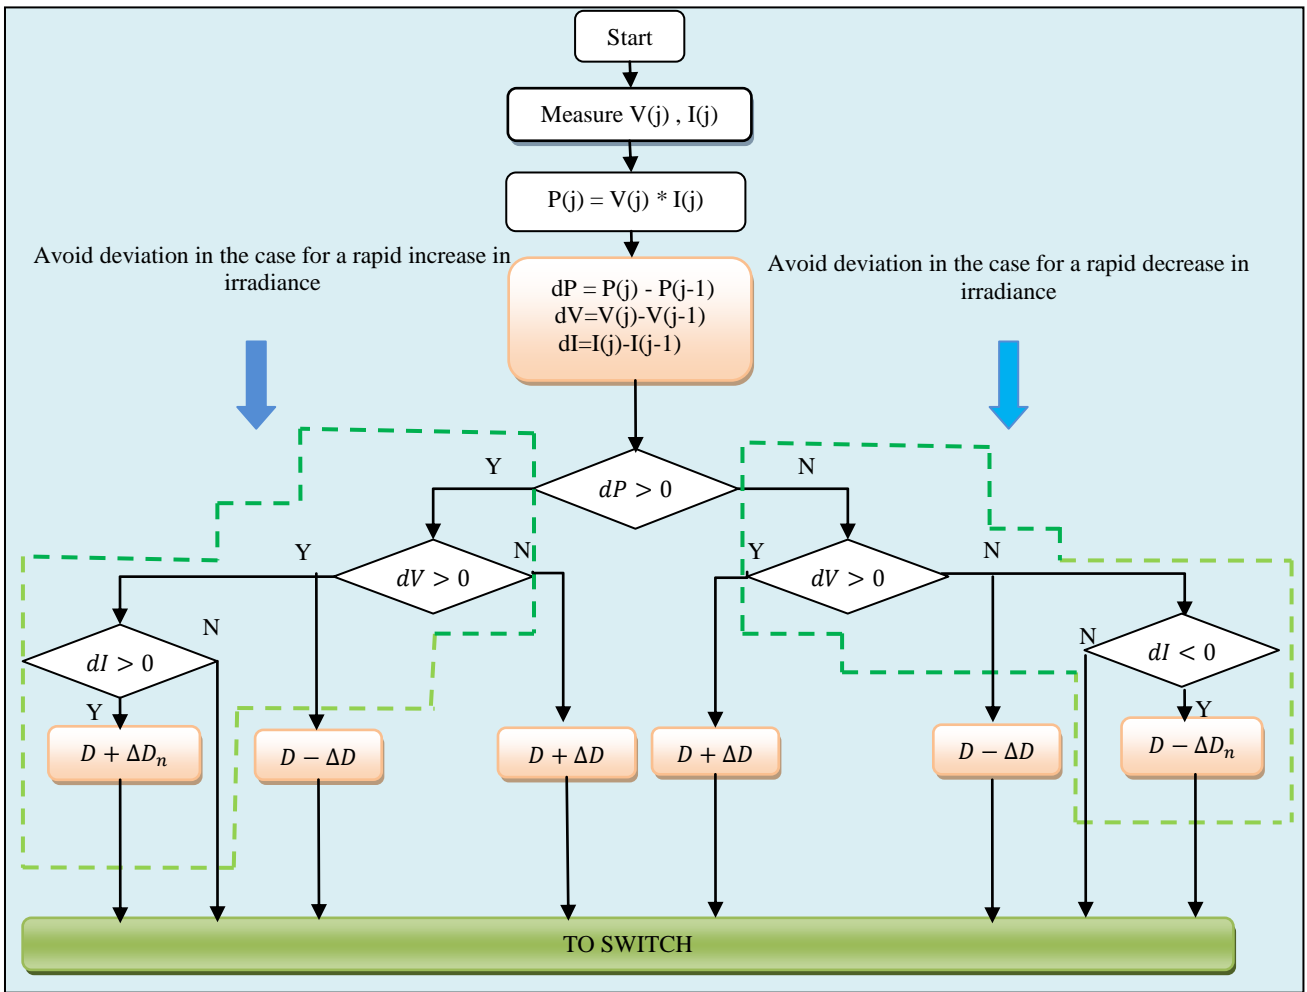 Start
Measure V(j) , I(j)
P(j) = V(j) * I(j)
Avoid deviation in the case for a rapid increase in
irradiance
Avoid deviation in the case for a rapid decrease in
irradiance
dP = P(j) - P(j-1)
dV=V(j)-V(j-1)
dI=I(j)-I(j-1)
Y
dP > 0
N
Y
dV > 0
N
Y
dV > 0
N
dI > 0
N
Y
N
dI < 0
Y
D + ΔDₙ
D − ΔD
D + ΔD
D + ΔD
D − ΔD
D − ΔDₙ
TO SWITCH